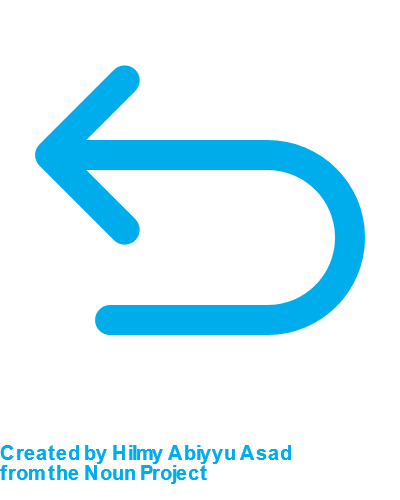 Created by Hilmy Abiyyu Asad
from the Noun Project